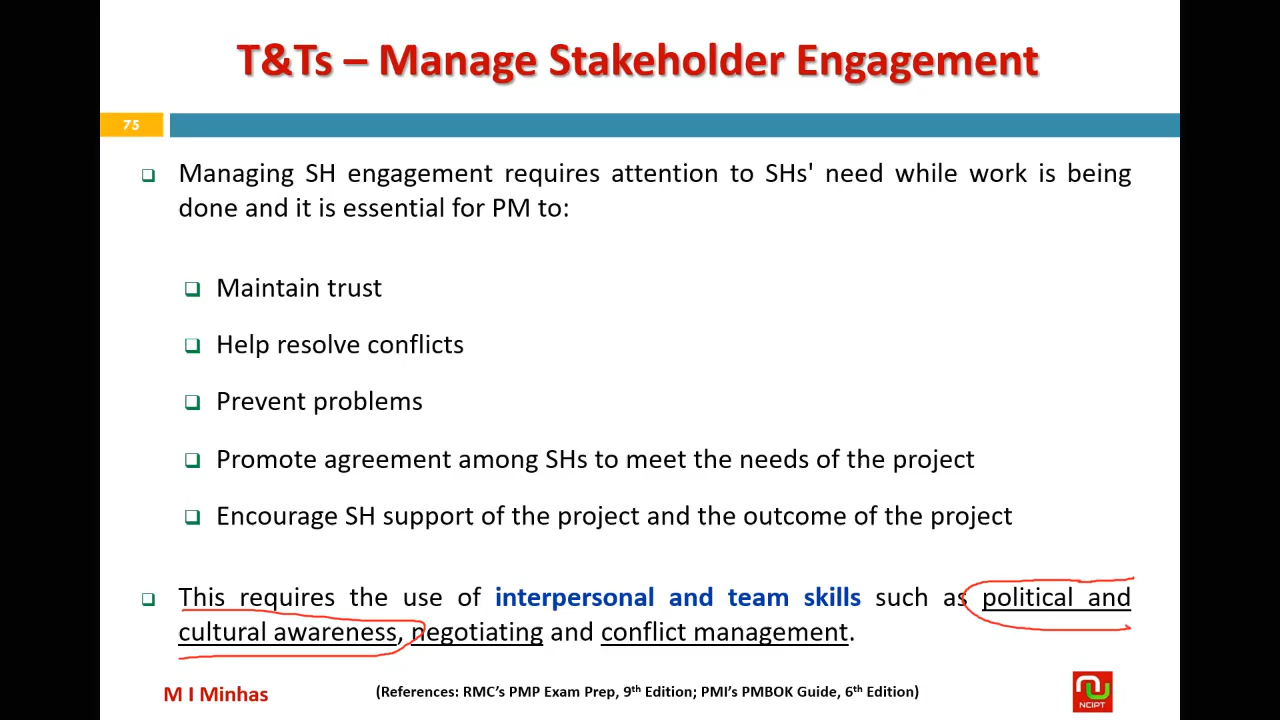 T&Ts – Manage Stakeholder Engagement
75
❑ Managing SH engagement requires attention to SHs' need while work is being
done and it is essential for PM to:
❑ Maintain trust
❑ Help resolve conflicts
❑ Prevent problems
❑ Promote agreement among SHs to meet the needs of the project
❑ Encourage SH support of the project and the outcome of the project
❑ This requires the use of interpersonal and team skills such as political and
cultural awareness, negotiating and conflict management.
M I Minhas
(References: RMC’s PMP Exam Prep, 9th Edition; PMI’s PMBOK Guide, 6th Edition)
NCIPT